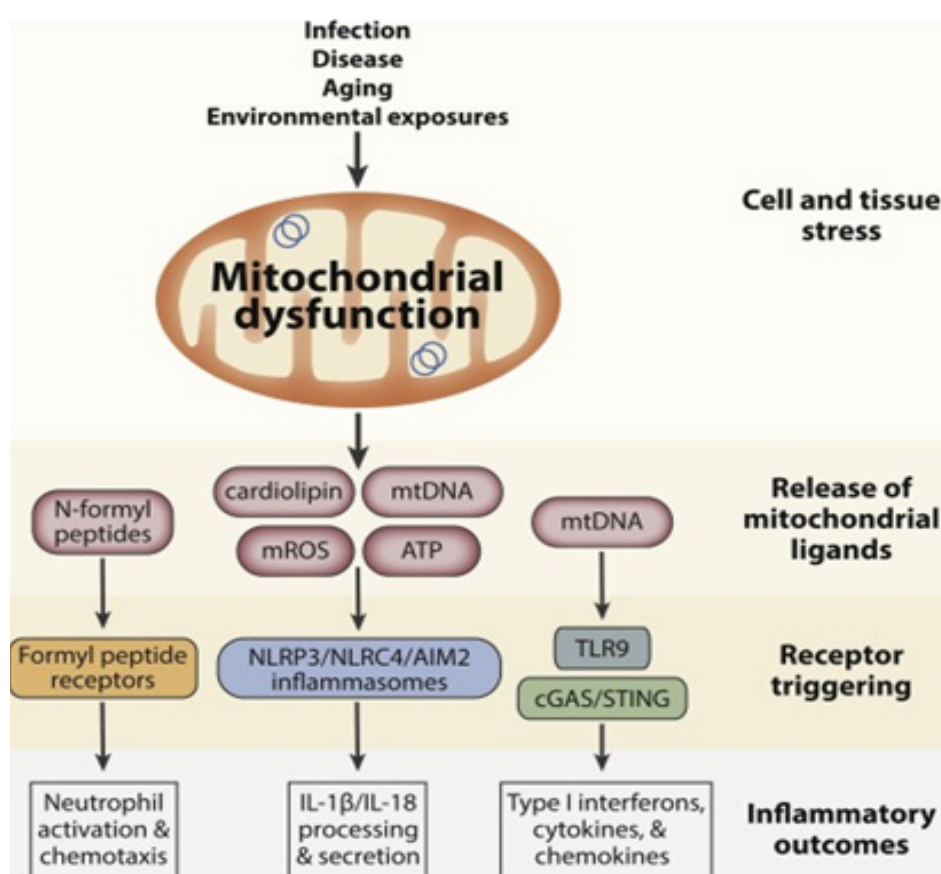 Infection
Disease
Aging
Environmental exposures
Cell and tissue
stress
Mitochondrial
dysfunction
N-formyl
peptides
cardiolipin
mtDNA
mROS
ATP
mtDNA
Release of
mitochondrial
ligands
Formyl peptide
receptors
NLRP3/NLRC4/AIM2
inflammasomes
TLR9
cGAS/STING
Receptor
triggering
Neutrophil
activation &
chemotaxis
IL-1β/IL-18
processing
& secretion
Type I interferons,
cytokines, &
chemokines
Inflammatory
outcomes